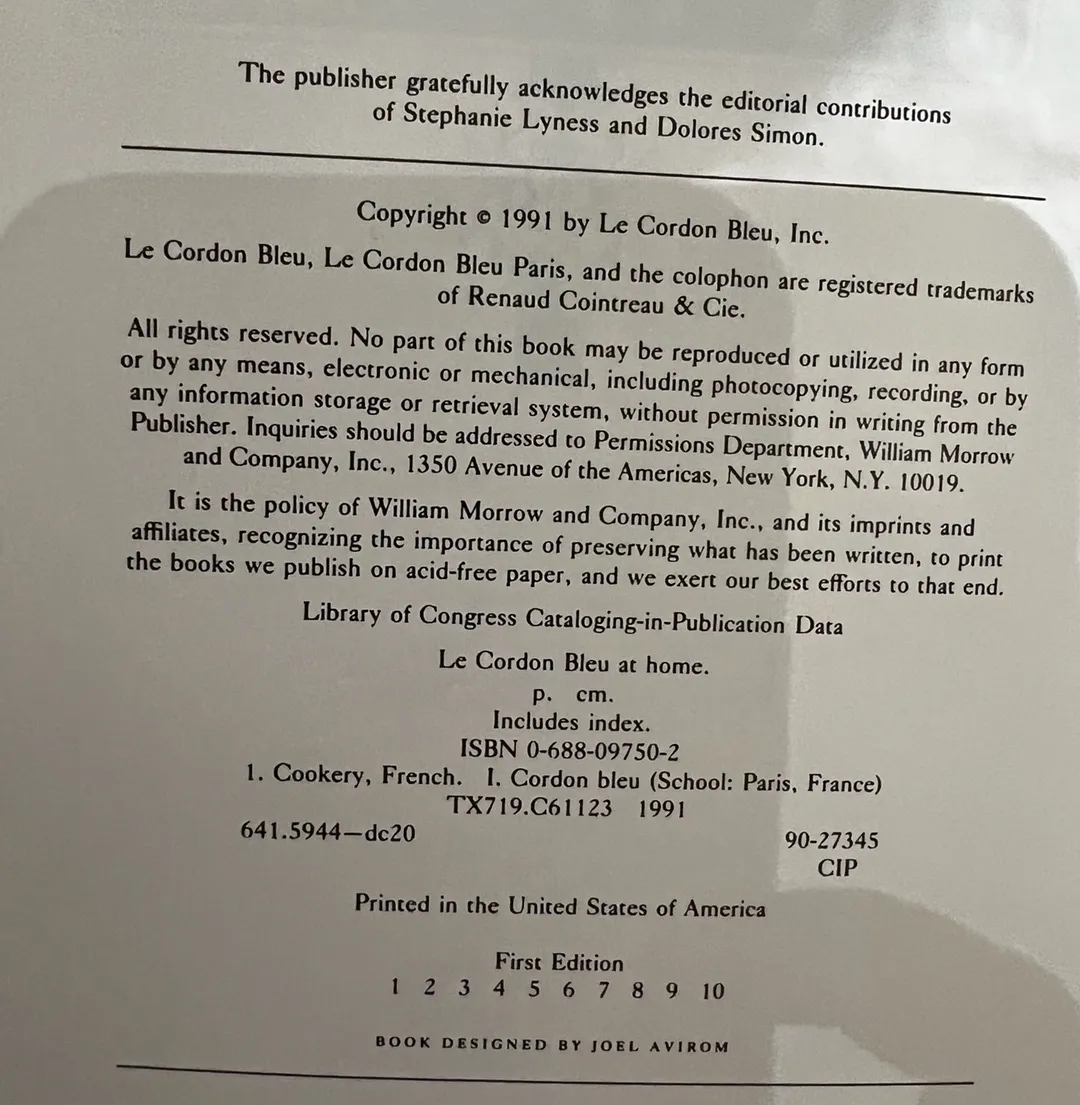 The publisher gratefully acknowledges the editorial contributions
of Stephanie Lyness and Dolores Simon.
Copyright © 1991 by Le Cordon Bleu, Inc.
Le Cordon Bleu, Le Cordon Bleu Paris, and the colophon are registered trademarks
of Renaud Cointreau & Cie.
All rights reserved. No part of this book may be reproduced or utilized in any form
or by any means, electronic or mechanical, including photocopying, recording, or by
any information storage or retrieval system, without permission in writing from the
Publisher. Inquiries should be addressed to Permissions Department, William Morrow
and Company, Inc., 1350 Avenue of the Americas, New York, N.Y. 10019.
It is the policy of William Morrow and Company, Inc., and its imprints and
affiliates, recognizing the importance of preserving what has been written, to print
the books we publish on acid-free paper, and we exert our best efforts to that end.
Library of Congress Cataloging-in-Publication Data
Le Cordon Bleu at home.
p. cm.
Includes index.
ISBN 0-688-09750-2
1. Cookery, French. I. Cordon bleu (School: Paris, France)
TX719.C61123 1991
641.5944—dc20 90-27345
CIP
Printed in the United States of America
First Edition
1 2 3 4 5 6 7 8 9 10
BOOK DESIGNED BY JOEL AVIROM